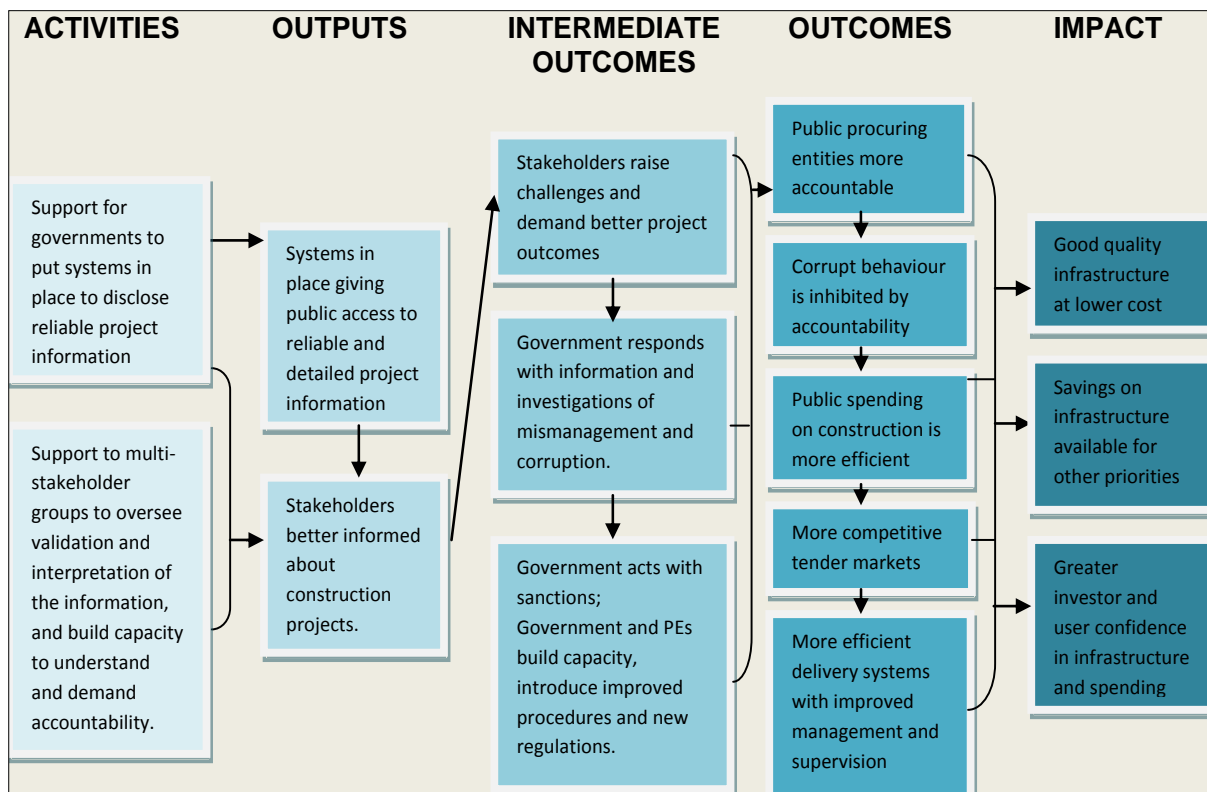 ACTIVITIES
OUTPUTS
INTERMEDIATE
OUTCOMES
OUTCOMES
IMPACT
Support for
governments to
put systems in
place to disclose
reliable project
information
Support to multi-
stakeholder
groups to oversee
validation and
interpretation of
the information,
and build capacity
to understand
and demand
accountability.
Systems in
place giving
public access to
reliable and
detailed project
information
Stakeholders
better informed
about
construction
projects.
Stakeholders raise
challenges and
demand better project
outcomes
Government responds
with information and
investigations of
mismanagement and
corruption.
Government acts with
sanctions;
Government and PEs
build capacity,
introduce improved
procedures and new
regulations.
Public procuring
entities more
accountable
Corrupt behaviour
is inhibited by
accountability
Public spending
on construction is
more efficient
More competitive
tender markets
More efficient
delivery systems
with improved
management and
supervision
Good quality
infrastructure
at lower cost
Savings on
infrastructure
available for
other priorities
Greater
investor and
user confidence
in infrastructure
and spending